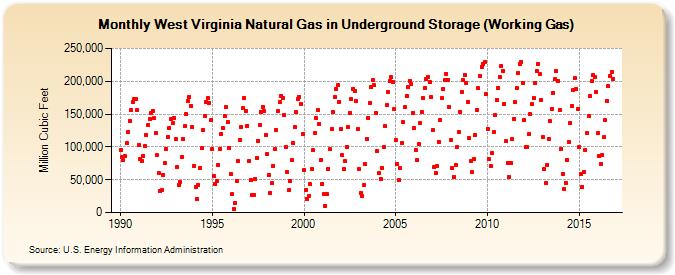 Monthly West Virginia Natural Gas in Underground Storage (Working Gas)
Million Cubic Feet
250,000
200,000
150,000
100,000
50,000
0
1990 1995 2000 2005 2010 2015
Source: U.S. Energy Information Administration